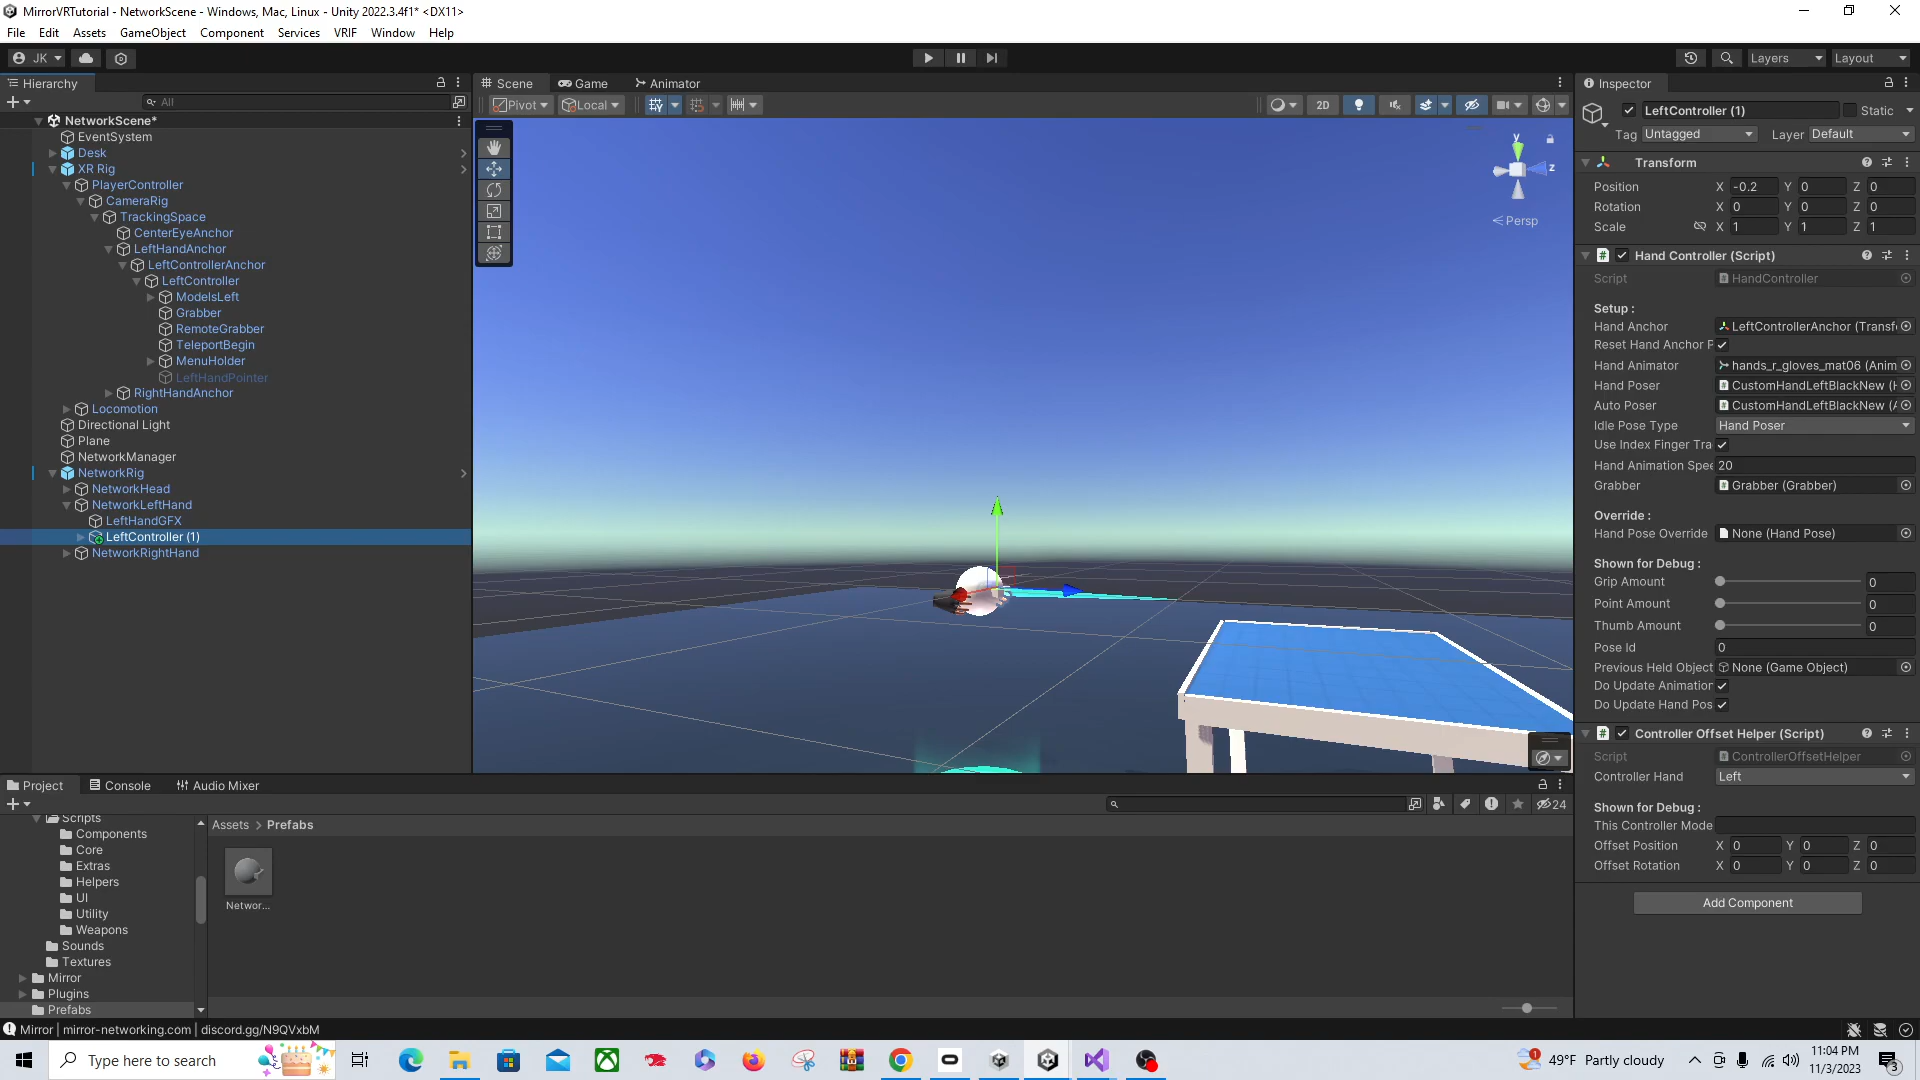 MirrorVRTutorial - NetworkScene - Windows, Mac, Linux - Unity 2022.3.4f1* <DX11>
File Edit Assets GameObject Component Services VRIF Window Help
JK Layers Layout
Hierarchy
All
NetworkScene*
EventSystem
Desk
XR Rig
PlayerController
CameraRig
TrackingSpace
CenterEyeAnchor
LeftHandAnchor
LeftControllerAnchor
LeftController
ModelsLeft
Grabber
RemoteGrabber
TeleportBegin
MenuHolder
LeftHandPointer
RightHandAnchor
Locomotion
Directional Light
Plane
NetworkManager
NetworkRig
NetworkHead
NetworkLeftHand
LeftHandGFX
LeftController (1)
NetworkRightHand
Scene Game Animator
Pivot Local 2D
y
z
Persp
Inspector
LeftController (1) Static
Tag Untagged Layer Default
Transform
Position X -0.2 Y 0 Z 0
Rotation X 0 Y 0 Z 0
Scale X 1 Y 1 Z 1
Hand Controller (Script)
Script HandController
Setup :
Hand Anchor LeftControllerAnchor (Transf
Reset Hand Anchor P
Hand Animator hands_r_gloves_mat06 (Anim
Hand Poser CustomHandLeftBlackNew (H
Auto Poser CustomHandLeftBlackNew (A
Idle Pose Type Hand Poser
Use Index Finger Tra
Hand Animation Spee 20
Grabber Grabber (Grabber)
Override :
Hand Pose Override None (Hand Pose)
Shown for Debug :
Grip Amount 0
Point Amount 0
Thumb Amount 0
Pose Id 0
Previous Held Object None (Game Object)
Do Update Animation
Do Update Hand Pos
Controller Offset Helper (Script)
Script ControllerOffsetHelper
Controller Hand Left
Shown for Debug :
This Controller Mode
Offset Position X 0 Y 0 Z 0
Offset Rotation X 0 Y 0 Z 0
Add Component
Project Console Audio Mixer
24
Scripts
Components
Core
Extras
Helpers
UI
Utility
Weapons
Sounds
Textures
Mirror
Plugins
Prefabs
Assets > Prefabs
Networ...
Mirror | mirror-networking.com | discord.gg/N9QVxbM
Type here to search
1 49°F Partly cloudy
11:04 PM
11/3/2023
3